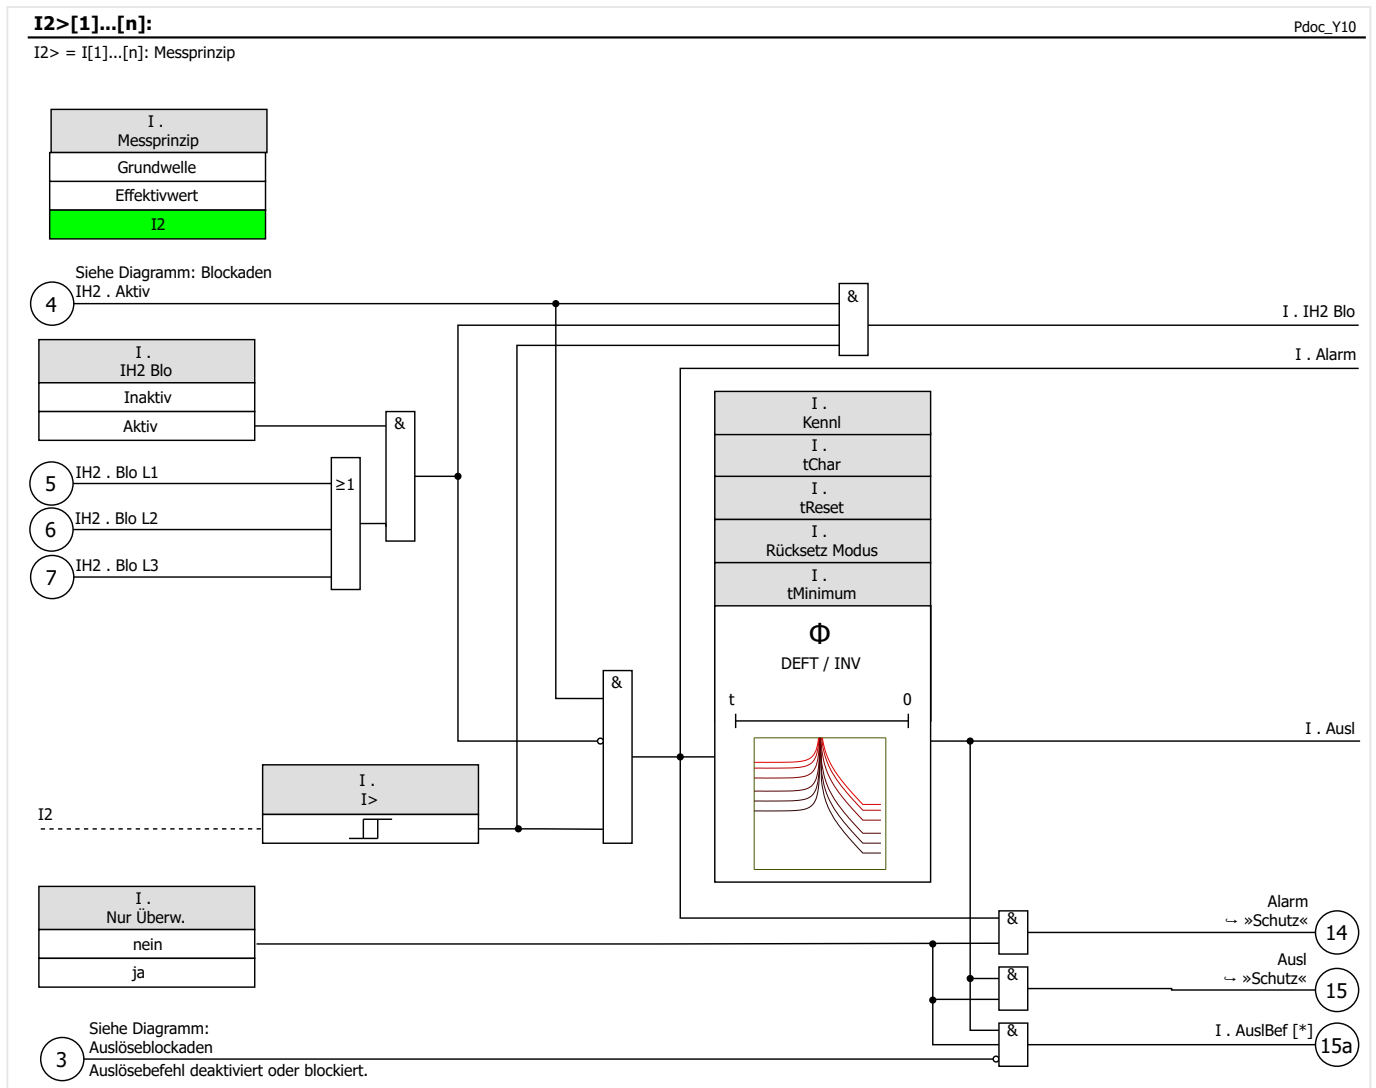 I2>[1]...[n]:
Pdoc_Y10
I2> = I[1]...[n]: Messprinzip
I .
Messprinzip
Grundwelle
Effektivwert
I2
Siehe Diagramm: Blockaden
4
IH2 . Aktiv
&
I . IH2 Blo
I . Alarm
I .
IH2 Blo
Inaktiv
Aktiv
&
5
IH2 . Blo L1
≥1
6
IH2 . Blo L2
7
IH2 . Blo L3
I .
Kennl
I .
tChar
I .
tReset
I .
Rücksetz Modus
I .
tMinimum
Φ
DEFT / INV
t 0
&
I . Ausl
I .
I>
I2
I .
Nur Überw.
nein
ja
&
Alarm
↪ »Schutz«
14
&
Ausl
↪ »Schutz«
15
&
I . AuslBef [*]
15a
Siehe Diagramm:
Auslöseblockaden
3
Auslösebefehl deaktiviert oder blockiert.